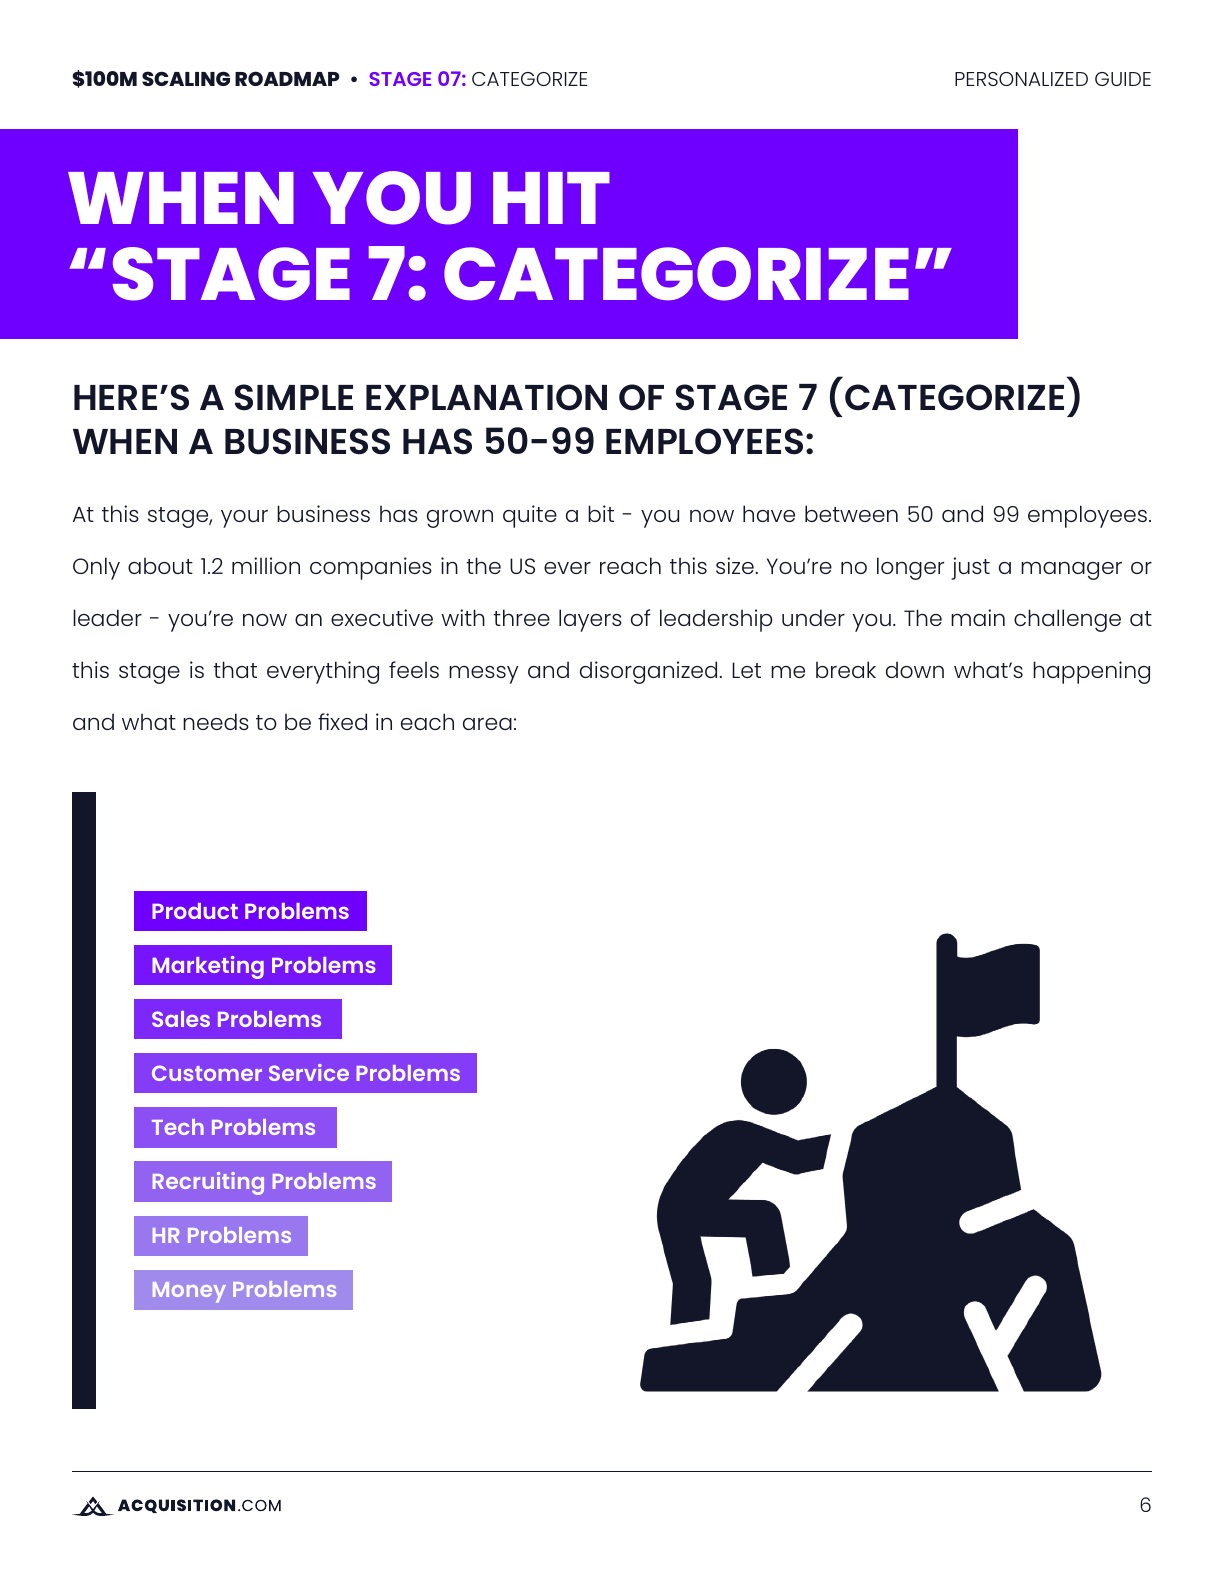 $100M SCALING ROADMAP • STAGE 07: CATEGORIZE
PERSONALIZED GUIDE
WHEN YOU HIT
“STAGE 7: CATEGORIZE”
HERE’S A SIMPLE EXPLANATION OF STAGE 7 (CATEGORIZE)
WHEN A BUSINESS HAS 50-99 EMPLOYEES:
At this stage, your business has grown quite a bit - you now have between 50 and 99 employees.
Only about 1.2 million companies in the US ever reach this size. You’re no longer just a manager or
leader - you’re now an executive with three layers of leadership under you. The main challenge at
this stage is that everything feels messy and disorganized. Let me break down what’s happening
and what needs to be fixed in each area:
Product Problems
Marketing Problems
Sales Problems
Customer Service Problems
Tech Problems
Recruiting Problems
HR Problems
Money Problems
ACQUISITION.COM
6